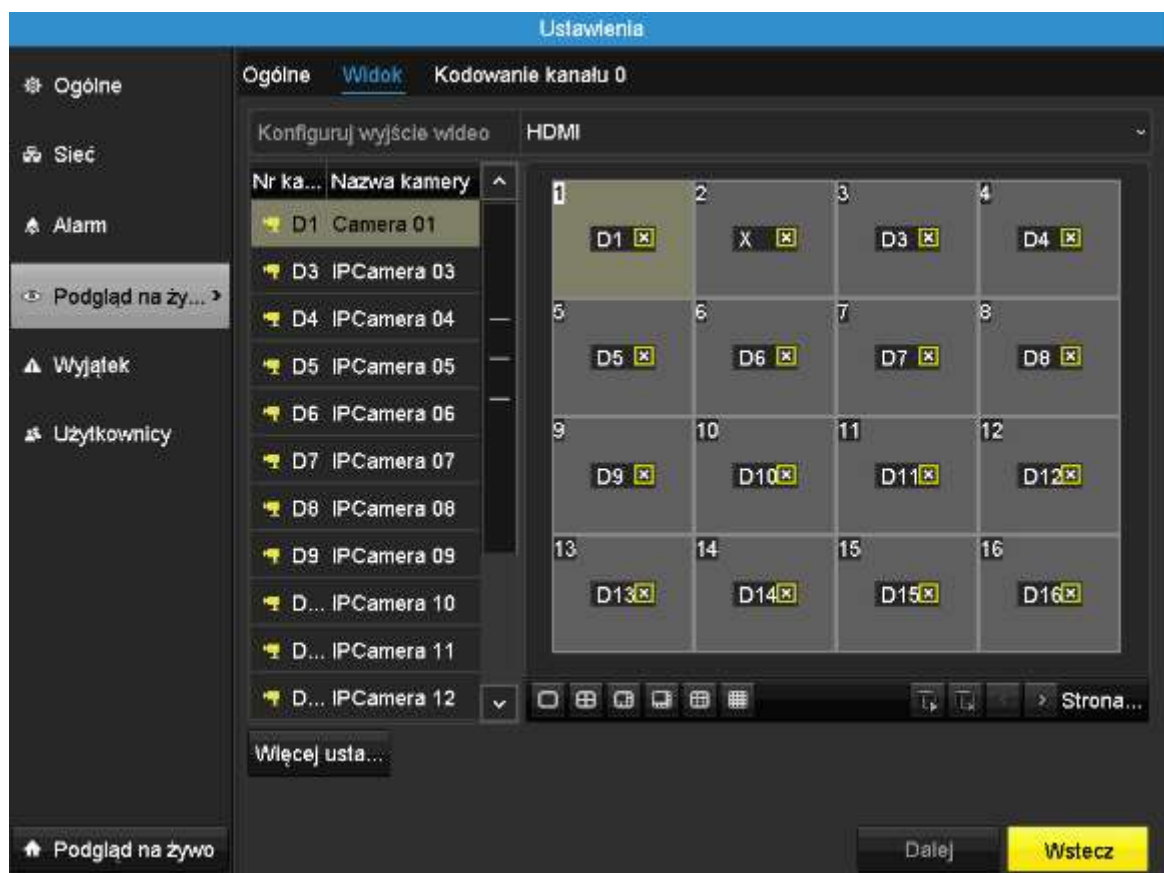 Ustawienia
Ogólne
Sieć
Alarm
Podgląd na ży...
Wyjątek
Użytkownicy
Podgląd na żywo
Ogólne Widok Kodowanie kanału 0
Konfiguruj wyjście wideo HDMI
Nr ka... Nazwa kamery
D1 Camera 01
D3 IPCamera 03
D4 IPCamera 04
D5 IPCamera 05
D6 IPCamera 06
D7 IPCamera 07
D8 IPCamera 08
D9 IPCamera 09
D... IPCamera 10
D... IPCamera 11
D... IPCamera 12
1 2 3 4
D1 X D3 D4
5 6 7 8
D5 D6 D7 D8
9 10 11 12
D9 D10 D11 D12
13 14 15 16
D13 D14 D15 D16
Strona...
Więcej usta...
Dalej Wstecz